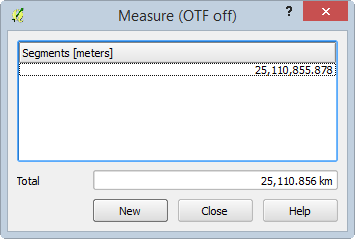 Measure (OTF off)
? ×
Segments [meters]
25,110,855.878
Total
25,110.856 km
New Close Help